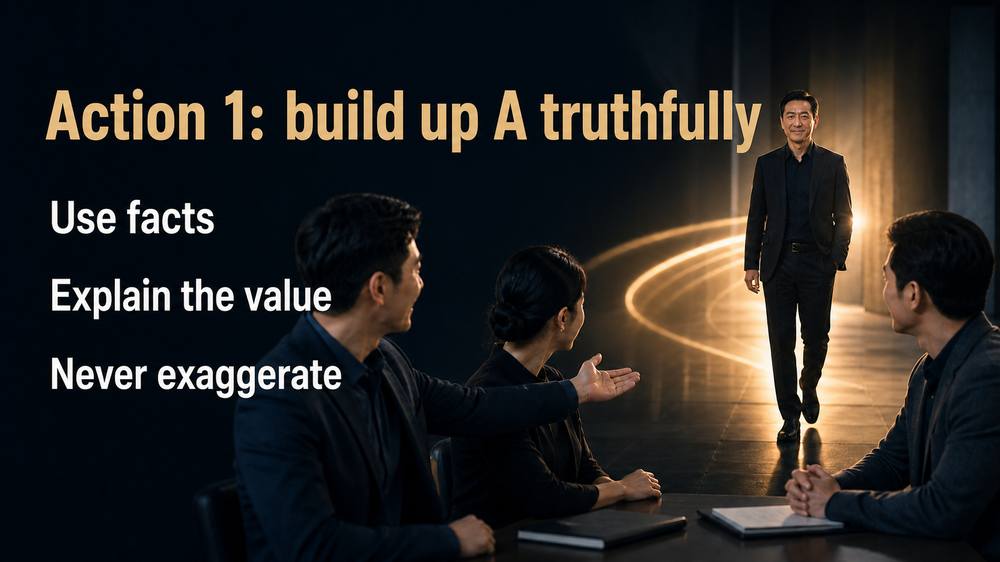 Action 1: build up A truthfully
Use facts
Explain the value
Never exaggerate